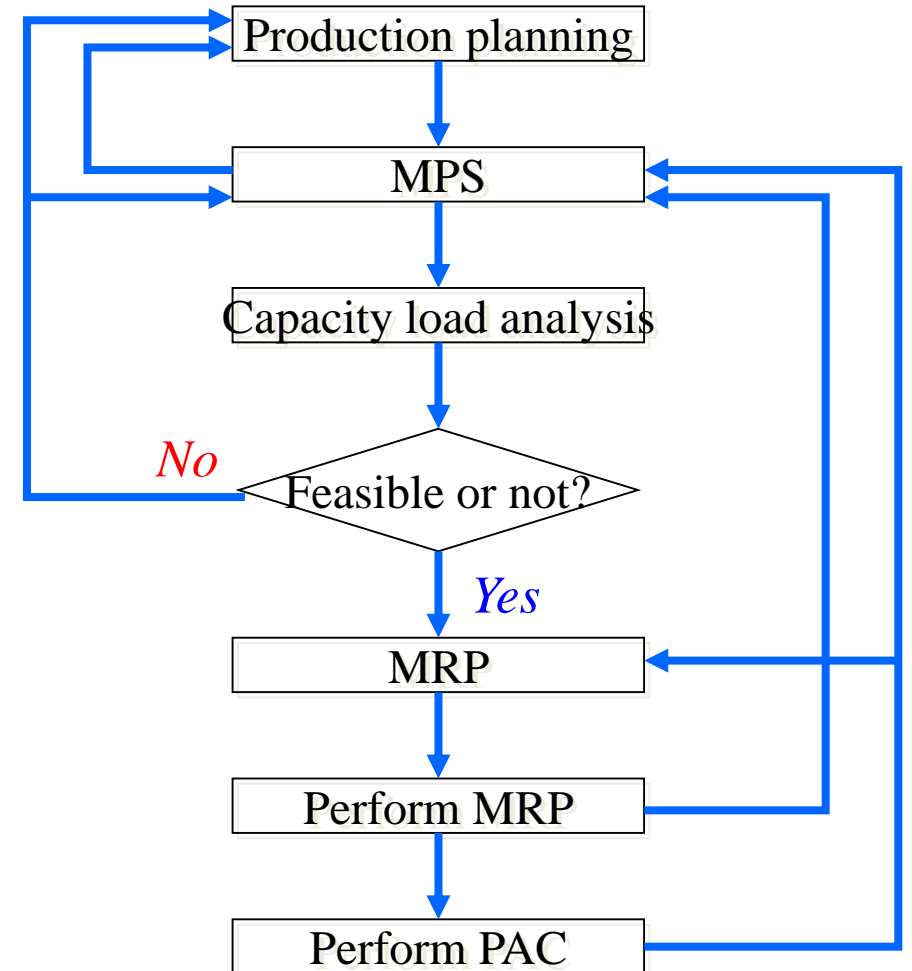 Production planning
MPS
Capacity load analysis
No
Feasible or not?
Yes
MRP
Perform MRP
Perform PAC